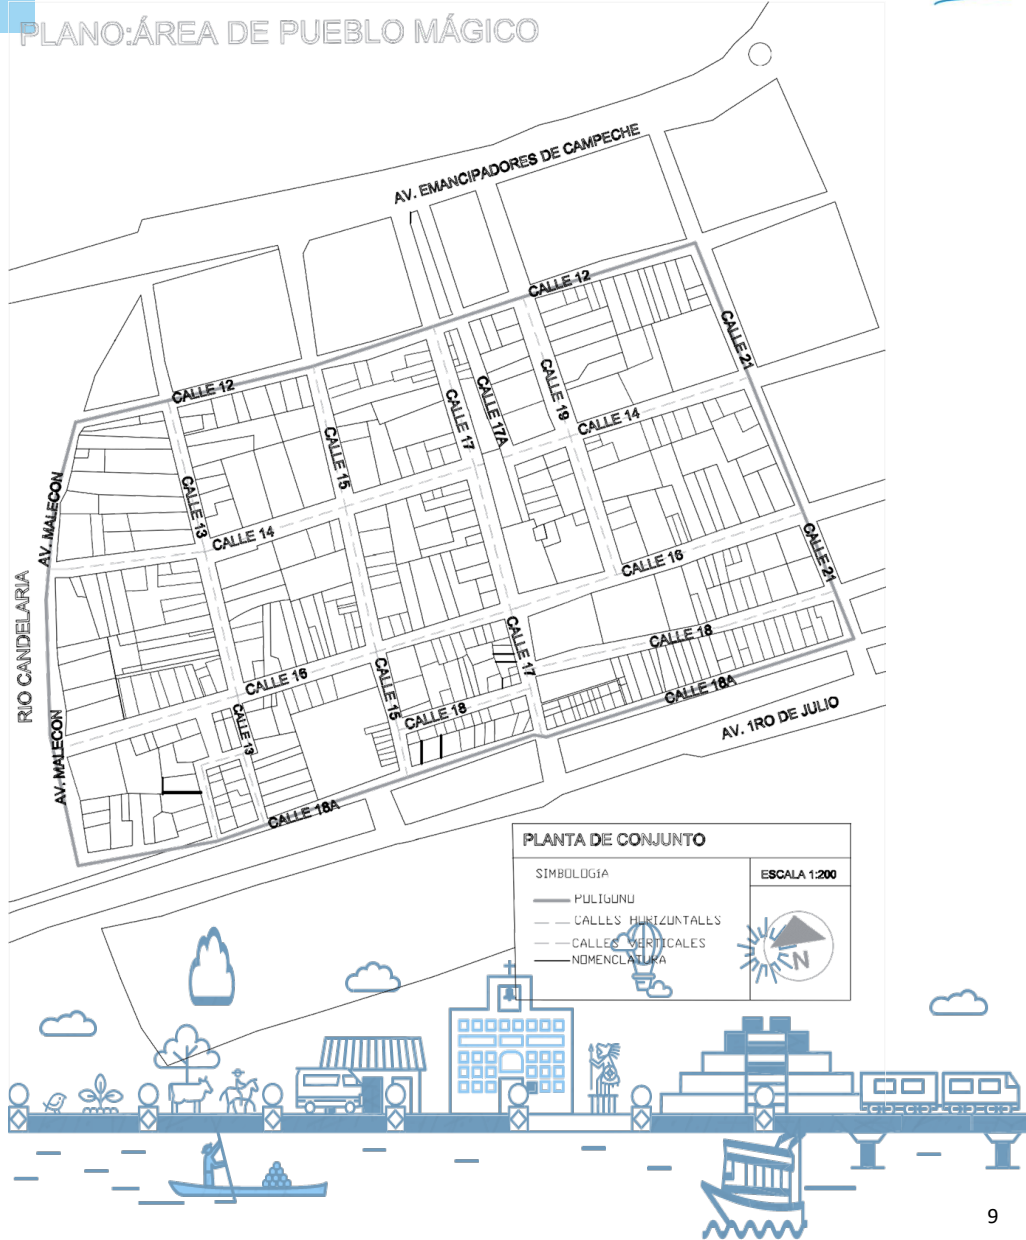 PLANO:ÁREA DE PUEBLO MÁGICO
AV. EMANCIPADORES DE CAMPECHE
CALLE 12
CALLE 21
CALLE 12
CALLE 19
CALLE 17A
CALLE 17
CALLE 14
CALLE 15
CALLE 13
AV. MALECON
CALLE 14
CALLE 16
CALLE 21
RIO CANDELARIA
CALLE 17
CALLE 18
CALLE 16
CALLE 15
CALLE 18A
CALLE 18
CALLE 13
AV. MALECON
AV. 1RO DE JULIO
CALLE 18A
PLANTA DE CONJUNTO
SIMBOLOGÍA
ESCALA 1:200
POLIGONO
CALLES HORIZONTALES
CALLES VERTICALES
NOMENCLATURA
N
9